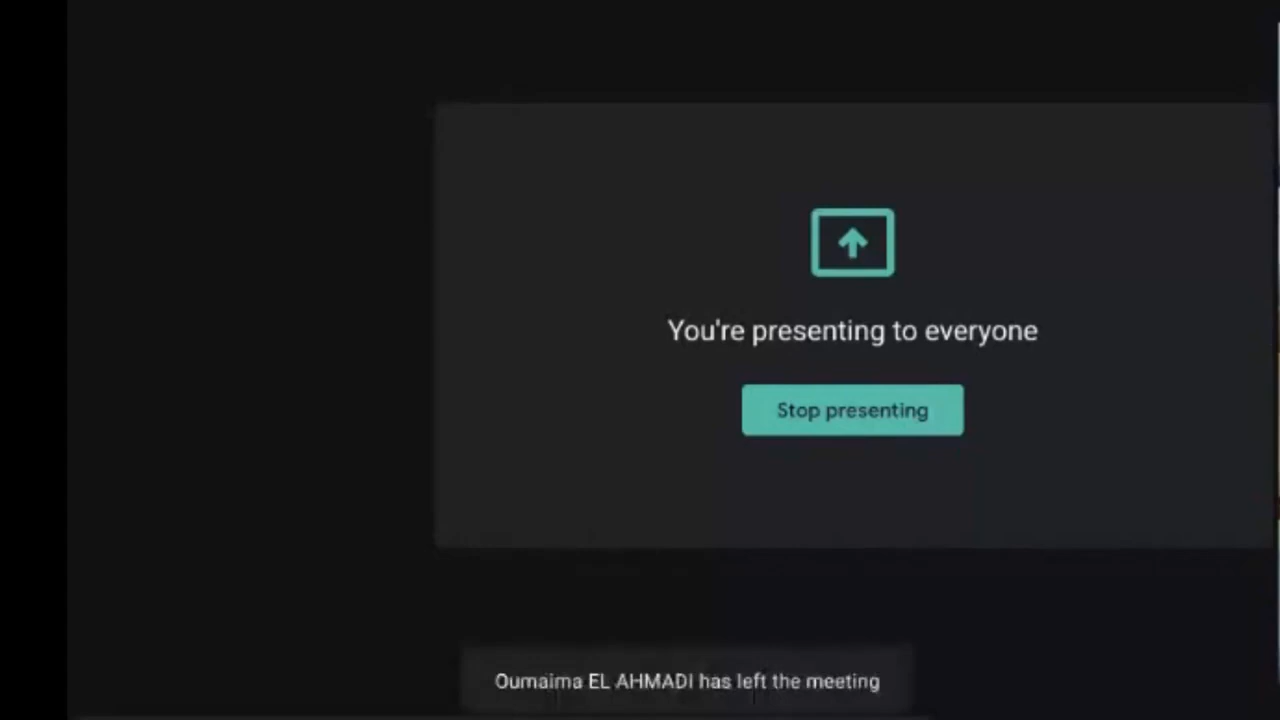 You're presenting to everyone
Stop presenting
Oumaima EL AHMADI has left the meeting